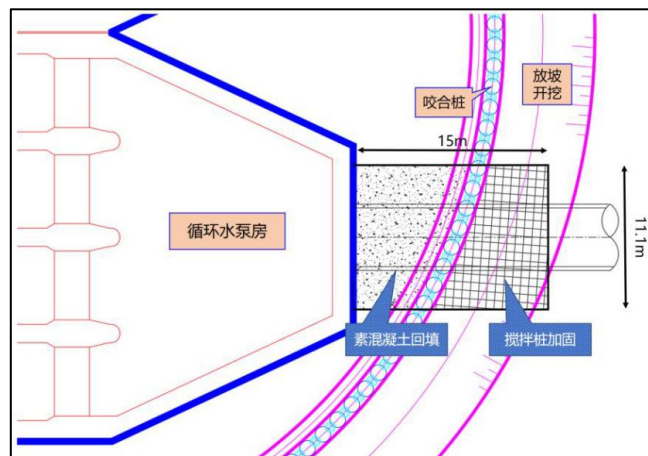 放坡
开挖
咬合桩
15m
循环水泵房
11.1m
素混凝土回填
搅拌桩加固